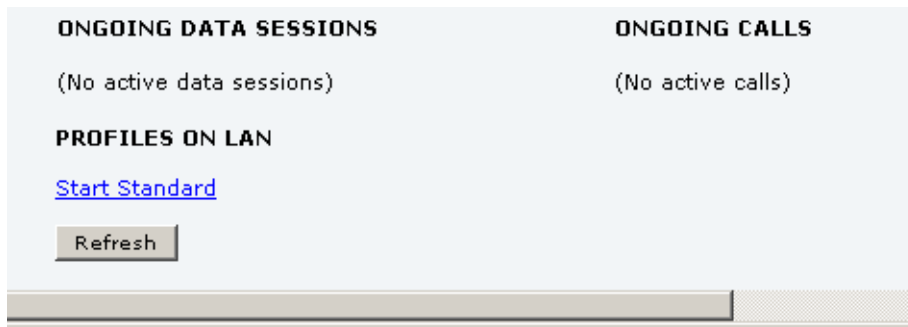 ONGOING DATA SESSIONS
ONGOING CALLS
(No active data sessions)
(No active calls)
PROFILES ON LAN
Start Standard
Refresh